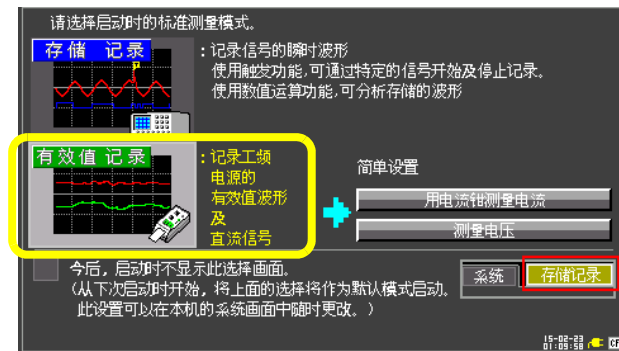 请选择启动时的标准测量模式。
存储 记录
:记录信号的瞬时波形
使用触发功能,可通过特定的信号开始及停止记录。
使用数值运算功能,可分析存储的波形
有效值 记录
:记录工频
电源的
有效值波形
及
直流信号
简单设置
用电流钳测量电流
测量电压
今后，启动时不显示此选择画面。
(从下次启动时开始，将上面的选择将作为默认模式启动。
此设置可以在本机的系统画面中随时更改。)
系统
存储记录
15-02-23
01:09:58
CF